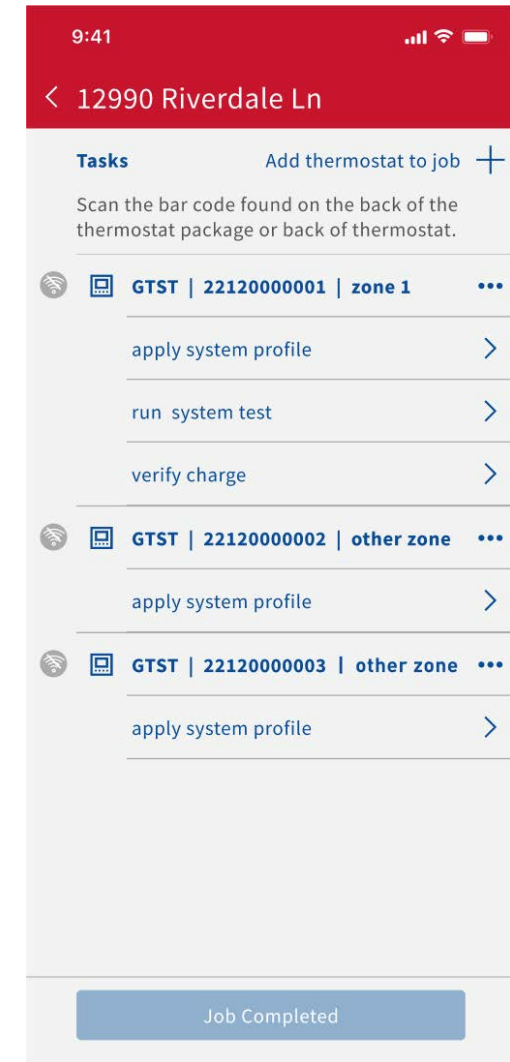 9:41
12990 Riverdale Ln
Tasks Add thermostat to job
Scan the bar code found on the back of the
thermostat package or back of thermostat.
GTST | 22120000001 | zone 1
apply system profile
run system test
verify charge
GTST | 22120000002 | other zone
apply system profile
GTST | 22120000003 | other zone
apply system profile
Job Completed